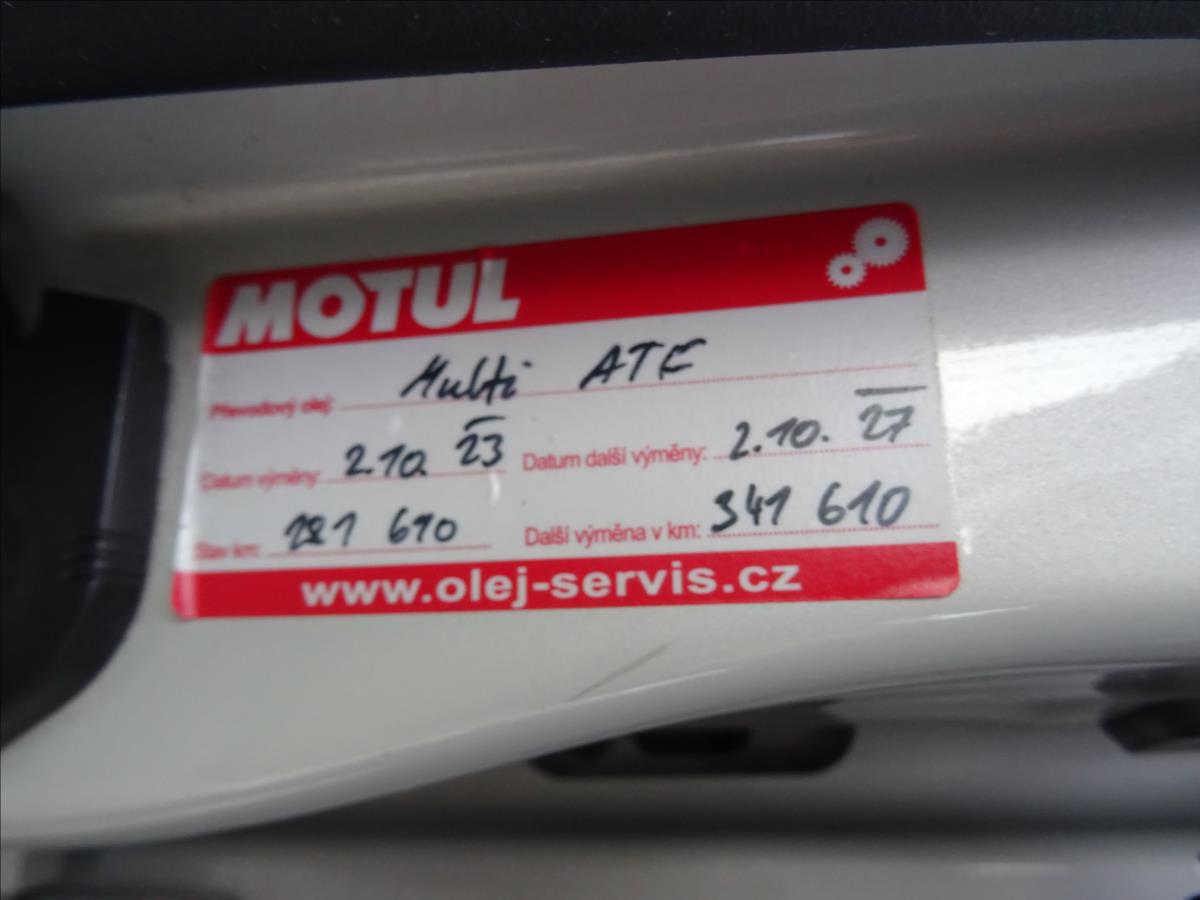 MOTUL
Převodový olej: Multi ATF
Datum výměny: 2.10. 23 Datum další výměny: 2.10. 27
Stav km: 281 610 Další výměna v km: 341 610
www.olej-servis.cz